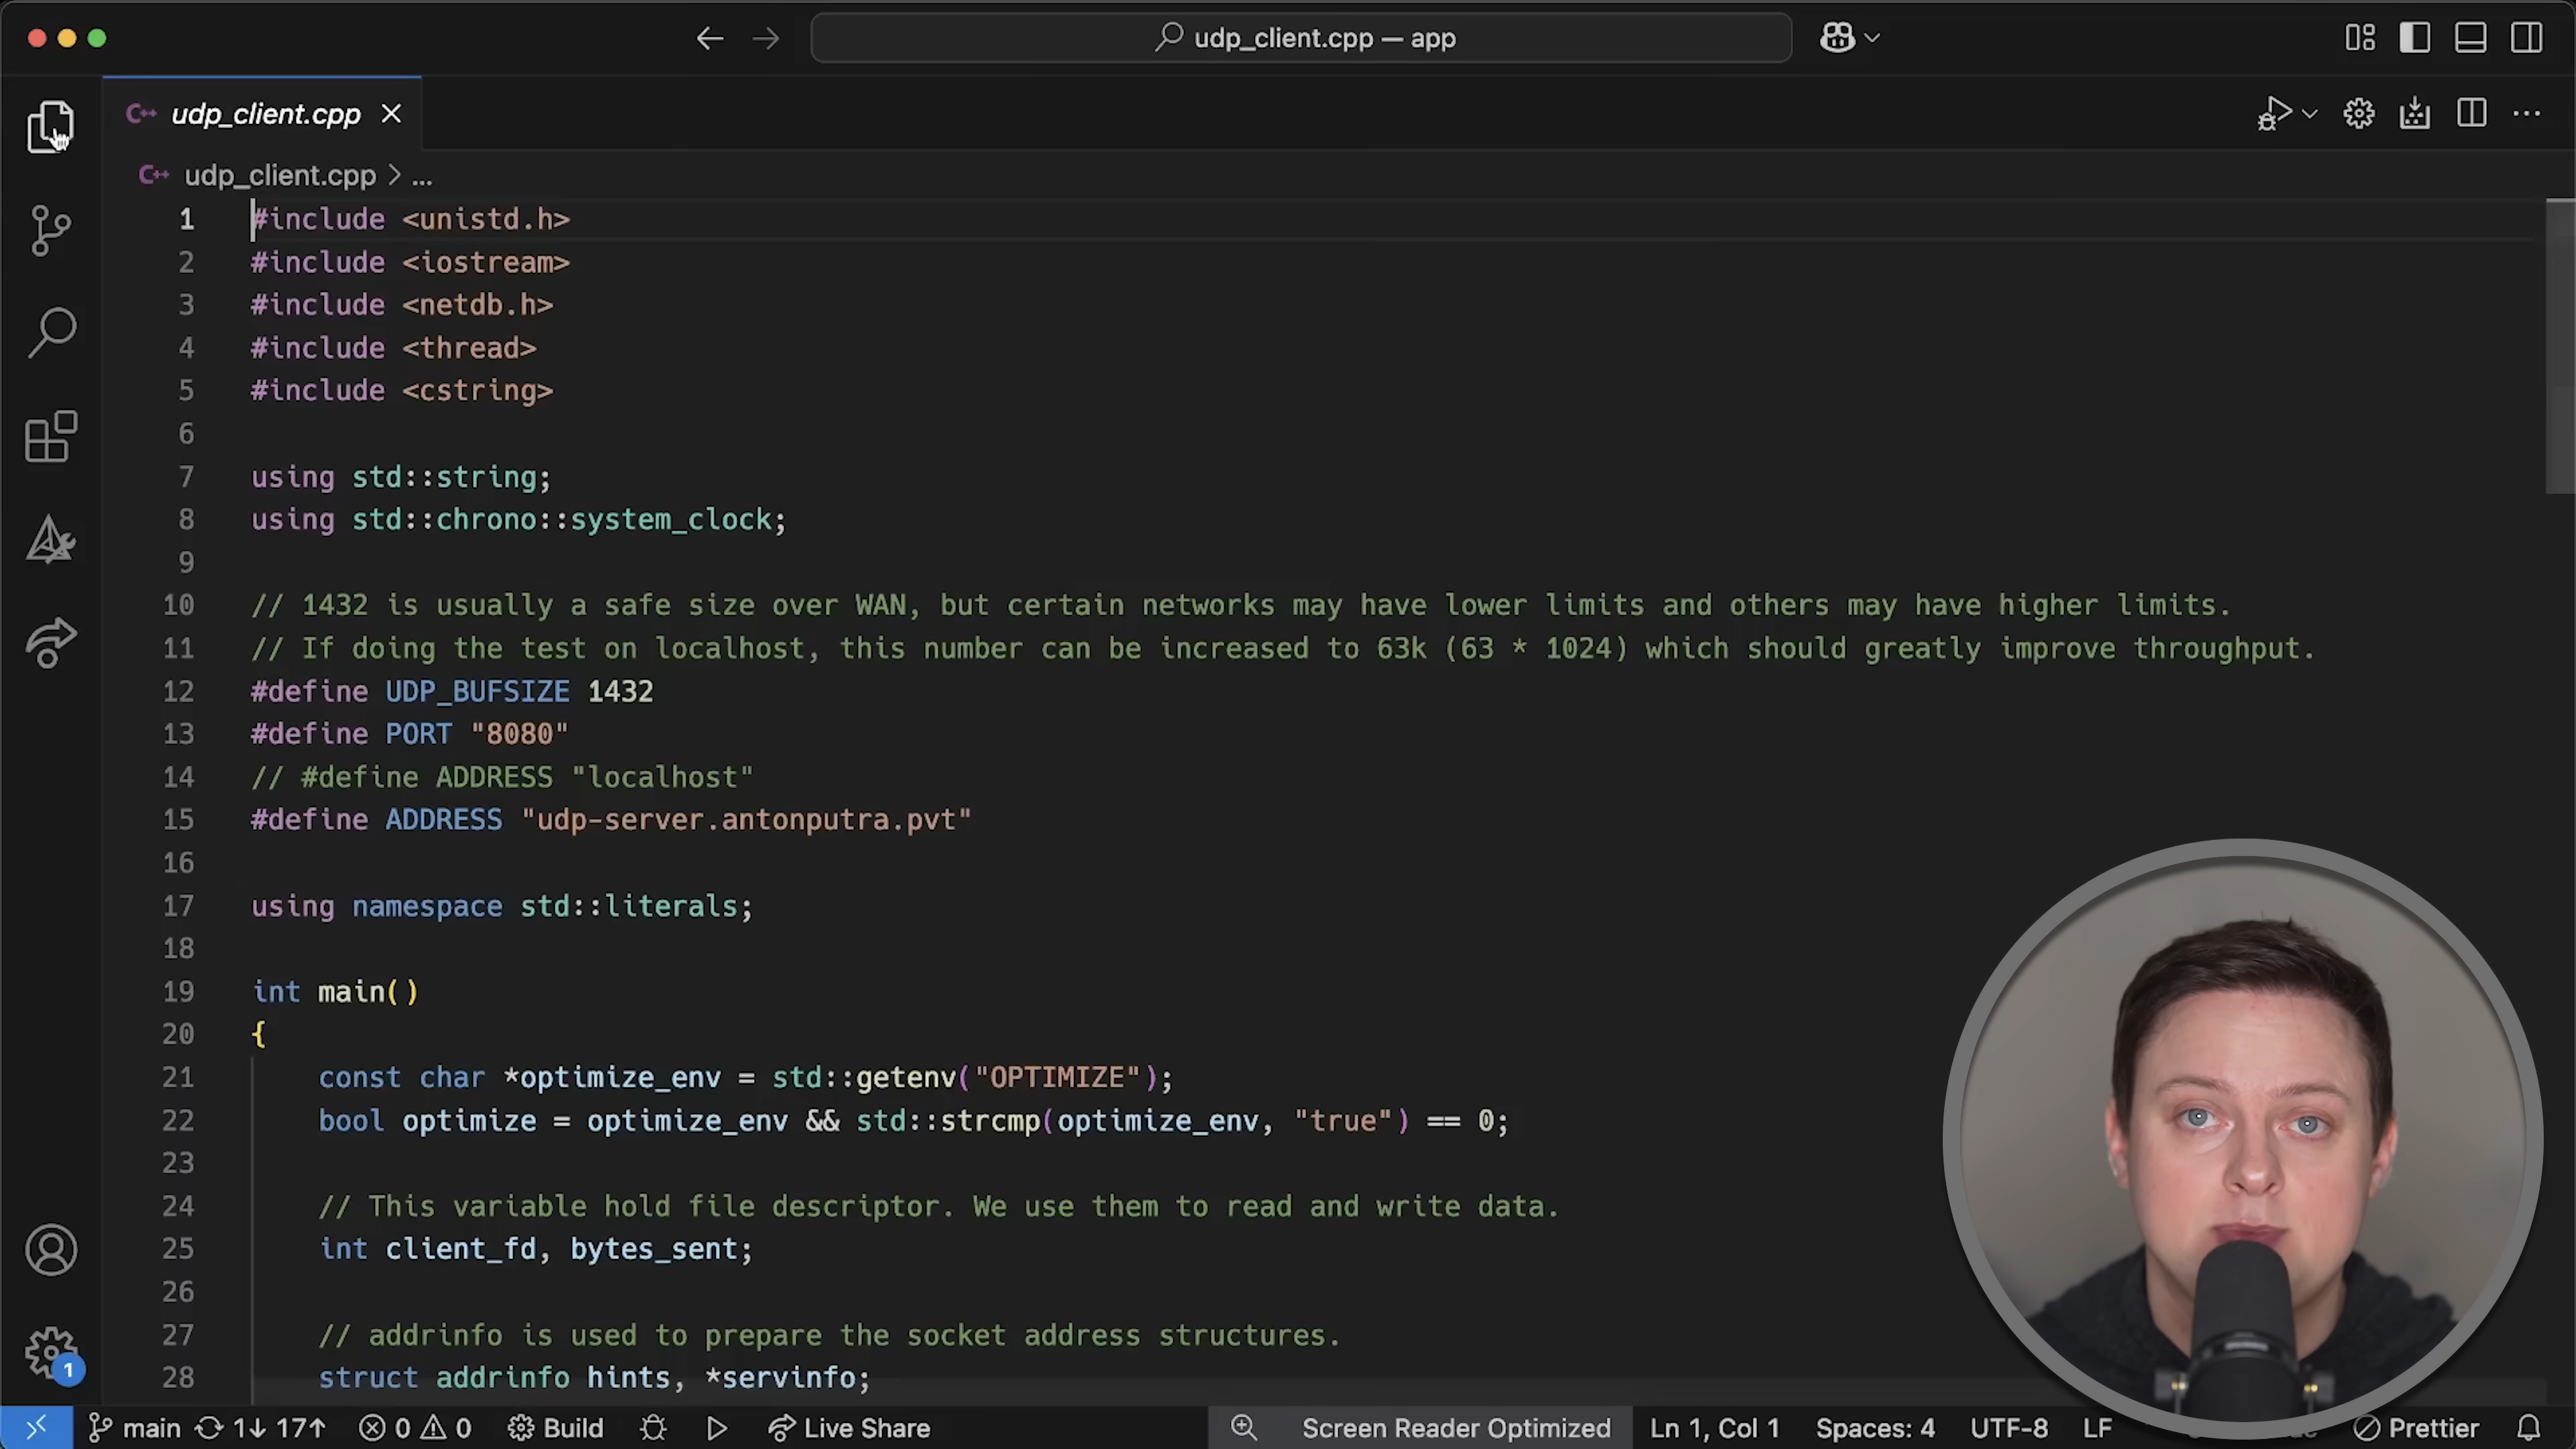 udp_client.cpp — app
C++ udp_client.cpp
C++ udp_client.cpp > ...
1 #include <unistd.h>
2 #include <iostream>
3 #include <netdb.h>
4 #include <thread>
5 #include <cstring>
6
7 using std::string;
8 using std::chrono::system_clock;
9
10 // 1432 is usually a safe size over WAN, but certain networks may have lower limits and others may have higher limits.
11 // If doing the test on localhost, this number can be increased to 63k (63 * 1024) which should greatly improve throughput.
12 #define UDP_BUFSIZE 1432
13 #define PORT "8080"
14 // #define ADDRESS "localhost"
15 #define ADDRESS "udp-server.antonputra.pvt"
16
17 using namespace std::literals;
18
19 int main()
20 {
21 const char *optimize_env = std::getenv("OPTIMIZE");
22 bool optimize = optimize_env && std::strcmp(optimize_env, "true") == 0;
23
24 // This variable hold file descriptor. We use them to read and write data.
25 int client_fd, bytes_sent;
26
27 // addrinfo is used to prepare the socket address structures.
28 struct addrinfo hints, *servinfo;
1
main 1↓ 17↑ 0 0 Build Live Share Screen Reader Optimized Ln 1, Col 1 Spaces: 4 UTF-8 LF Prettier